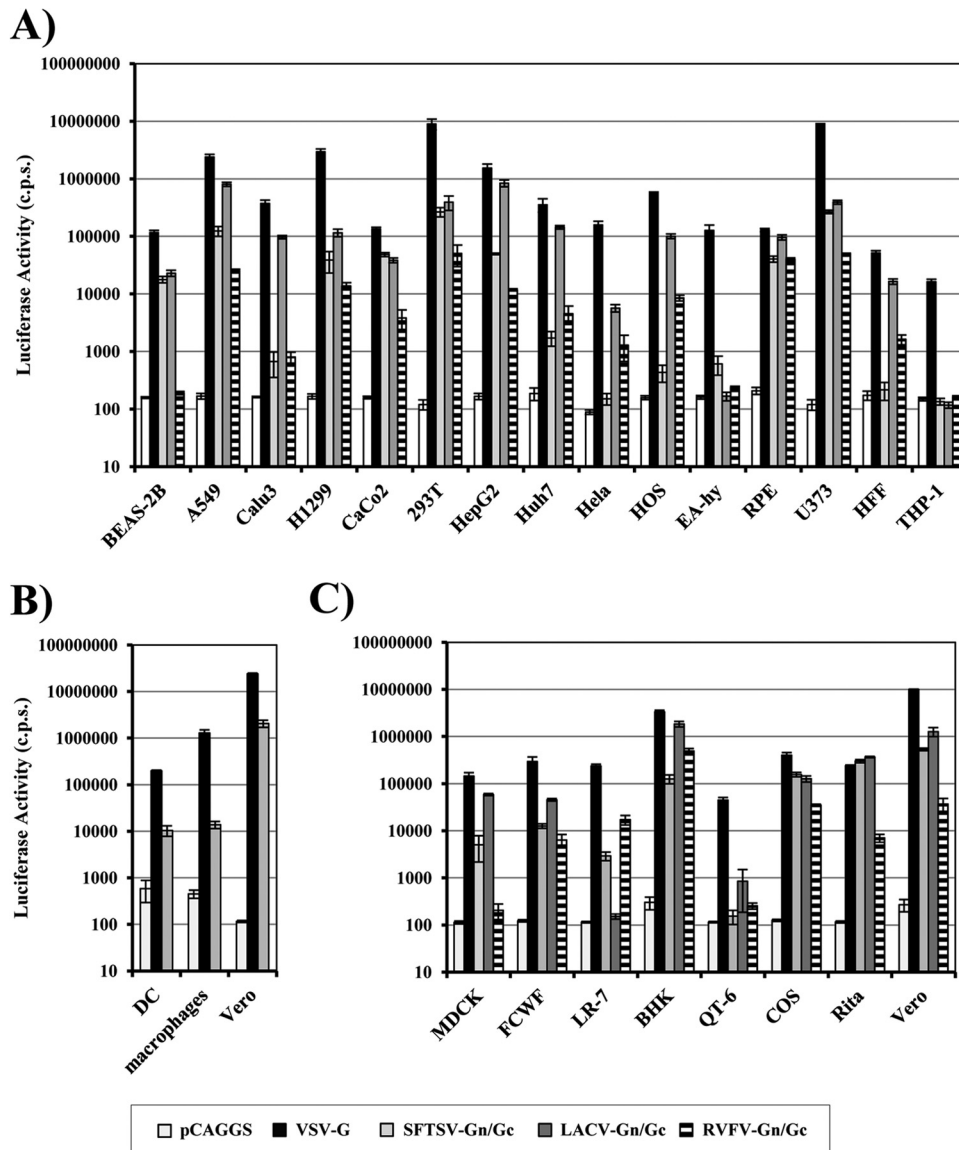 A)
Luciferase Activity (c.p.s.)
100000000
10000000
1000000
100000
10000
1000
100
10
BEAS-2B
A549
Calu3
H1299
CaCo2
293T
HepG2
Huh7
Hela
HOS
EA-hy
RPE
U373
HFF
THP-1
B)
Luciferase Activity (c.p.s.)
100000000
10000000
1000000
100000
10000
1000
100
10
DC
macrophages
Vero
C)
100000000
10000000
1000000
100000
10000
1000
100
10
MDCK
FCWF
LR-7
BHK
QT-6
COS
Rita
Vero
pCAGGS VSV-G SFTSV-Gn/Gc LACV-Gn/Gc RVFV-Gn/Gc